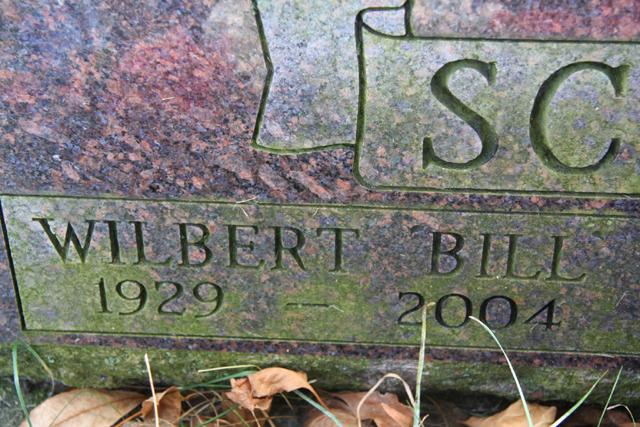 SC
WILBERT "BILL"
1929 — 2004